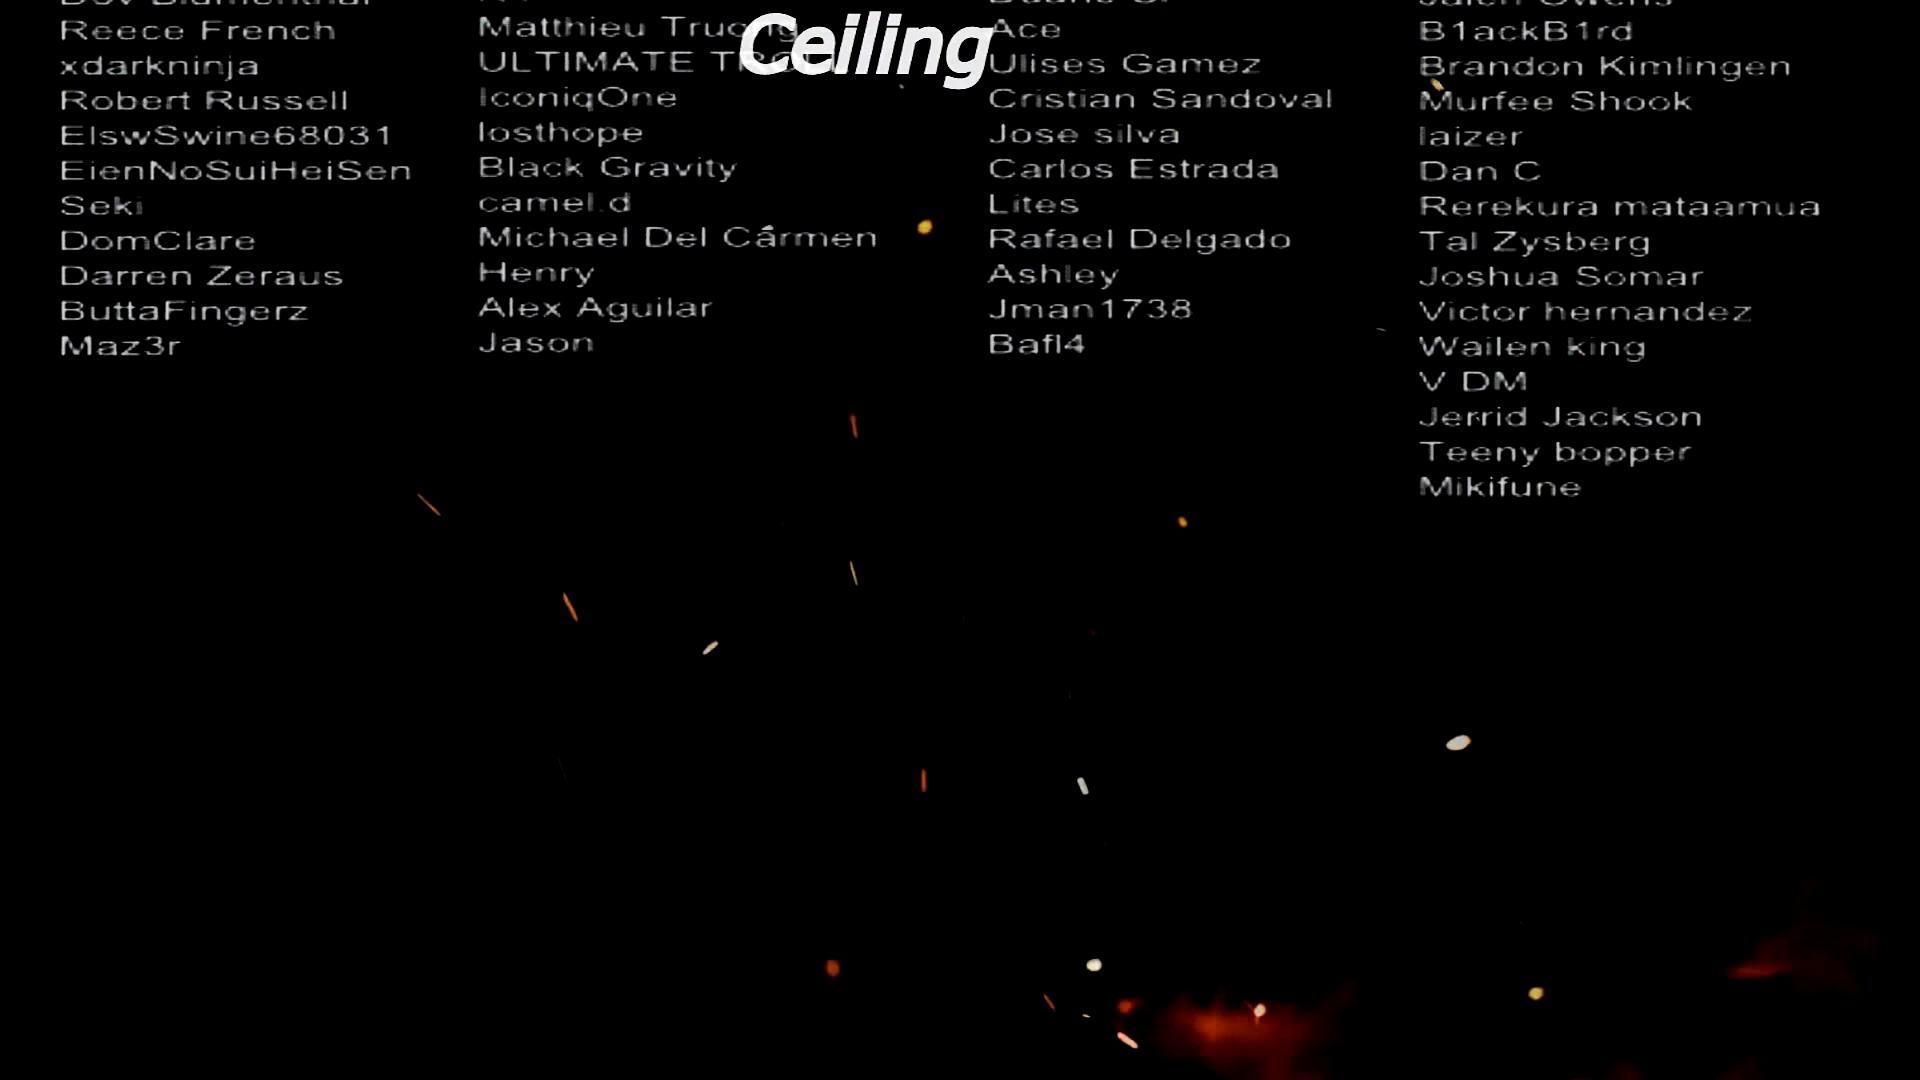 Ceiling
Reece French
xdarkninja
Robert Russell
ElswSwine68031
EienNoSuiHeiSen
Seki
DomClare
Darren Zeraus
ButtaFingerz
Maz3r
Matthieu Truong
ULTIMATE
IconiqOne
losthope
Black Gravity
camel.d
Michael Del Cármen
Henry
Alex Aguilar
Jason
Ace
Ulises Gamez
Cristian Sandoval
Jose silva
Carlos Estrada
Lites
Rafael Delgado
Ashley
Jman1738
Bafl4
B1ackB1rd
Brandon Kimlingen
Murfee Shook
laizer
Dan C
Rerekura mataamua
Tal Zysberg
Joshua Somar
Victor hernandez
Wailen king
V DM
Jerrid Jackson
Teeny bopper
Mikifune